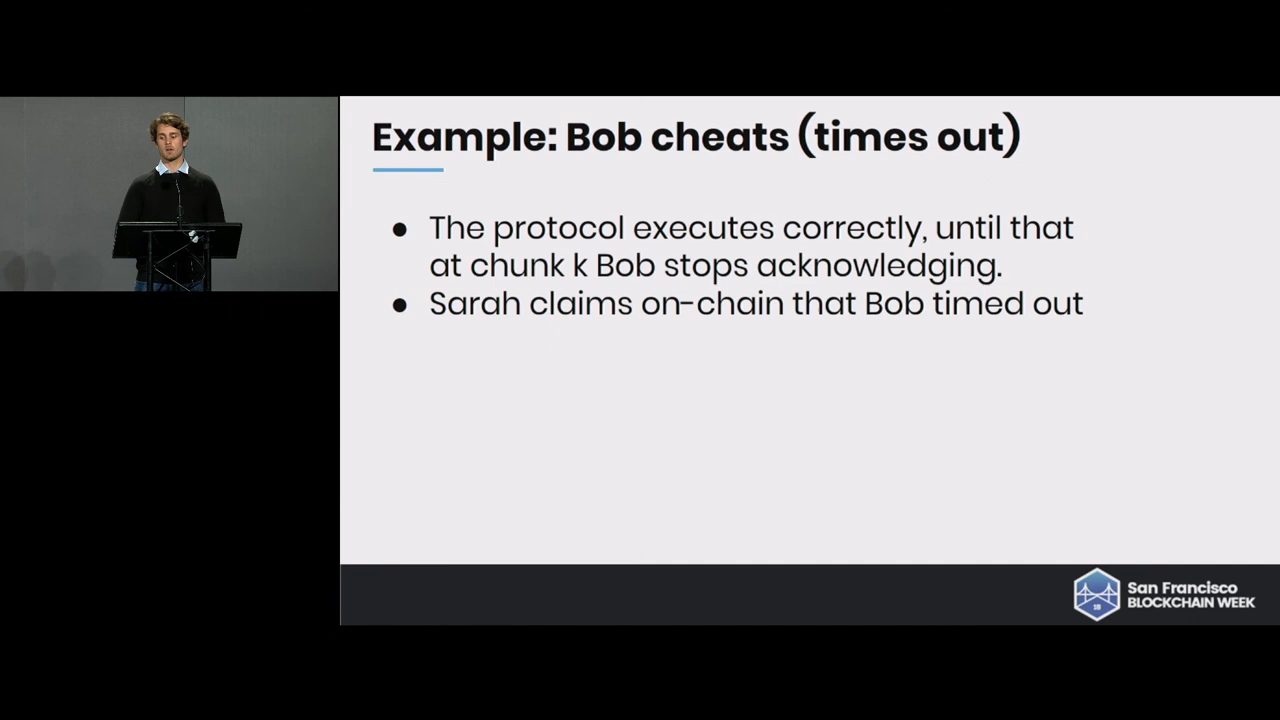 Example: Bob cheats (times out)
● The protocol executes correctly, until that
at chunk k Bob stops acknowledging.
● Sarah claims on-chain that Bob timed out
San Francisco
BLOCKCHAIN WEEK